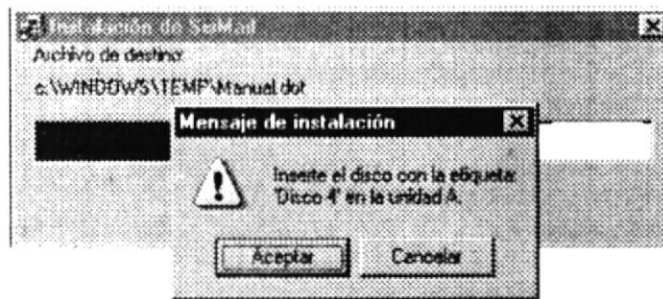 Instalación de SeiMail
Archivo de destino:
c:\WINDOWS\TEMP\Manual.dot
Mensaje de instalación
Inserte el disco con la etiqueta:
'Disco 4' en la unidad A.
Aceptar
Cancelar